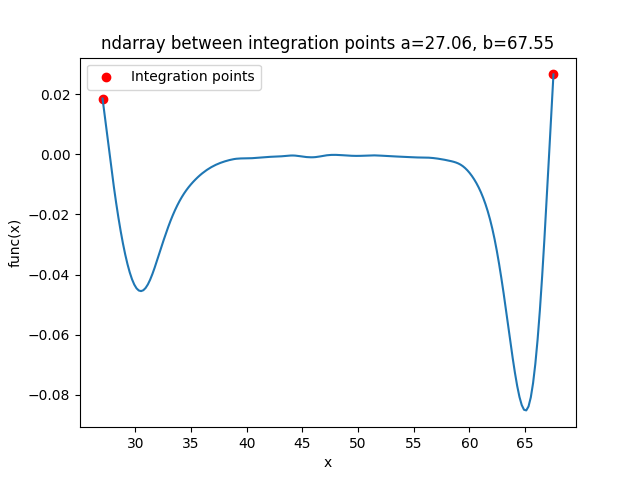 ndarray between integration points a=27.06, b=67.55
Integration points
0.02
0.00
−0.02
−0.04
−0.06
−0.08
func(x)
30 35 40 45 50 55 60 65
x